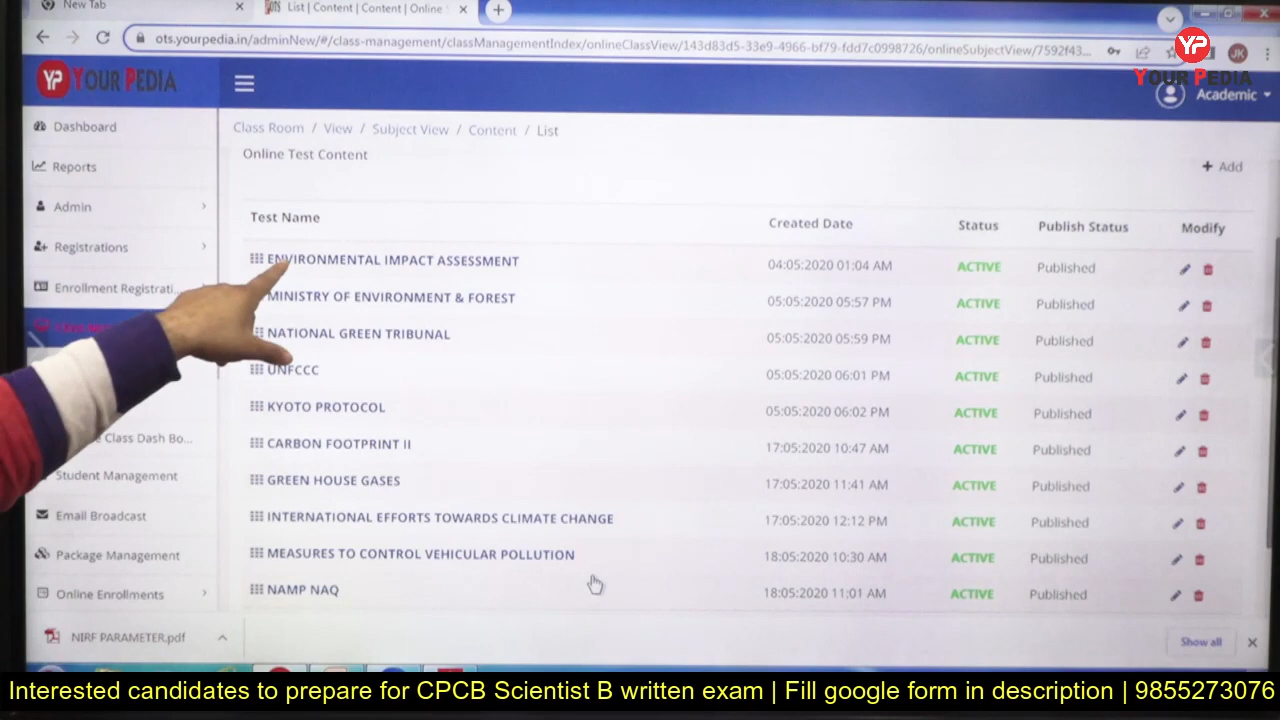 New Tab
List | Content | Content | Online
ots.yourpedia.in/adminNew/#/class-management/classManagementIndex/onlineClassView/143d83d5-33e9-4966-bf79-fdd7c0998726/onlineSubjectView/7592f43...
JK
YP YOUR PEDIA
YP
YOUR PEDIA
Academic
Dashboard
Reports
Admin
Registrations
Enrollment Registrati...
Class Dash Bo...
Student Management
Email Broadcast
Package Management
Online Enrollments
Class Room / View / Subject View / Content / List
Online Test Content
+ Add
Test Name Created Date Status Publish Status Modify
ENVIRONMENTAL IMPACT ASSESSMENT 04:05:2020 01:04 AM ACTIVE Published
MINISTRY OF ENVIRONMENT & FOREST 05:05:2020 05:57 PM ACTIVE Published
NATIONAL GREEN TRIBUNAL 05:05:2020 05:59 PM ACTIVE Published
UNFCCC 05:05:2020 06:01 PM ACTIVE Published
KYOTO PROTOCOL 05:05:2020 06:02 PM ACTIVE Published
CARBON FOOTPRINT II 17:05:2020 10:47 AM ACTIVE Published
GREEN HOUSE GASES 17:05:2020 11:41 AM ACTIVE Published
INTERNATIONAL EFFORTS TOWARDS CLIMATE CHANGE 17:05:2020 12:12 PM ACTIVE Published
MEASURES TO CONTROL VEHICULAR POLLUTION 18:05:2020 10:30 AM ACTIVE Published
NAMP NAQ 18:05:2020 11:01 AM ACTIVE Published
NIRF PARAMETER.pdf
Show all
Interested candidates to prepare for CPCB Scientist B written exam | Fill google form in description | 9855273076